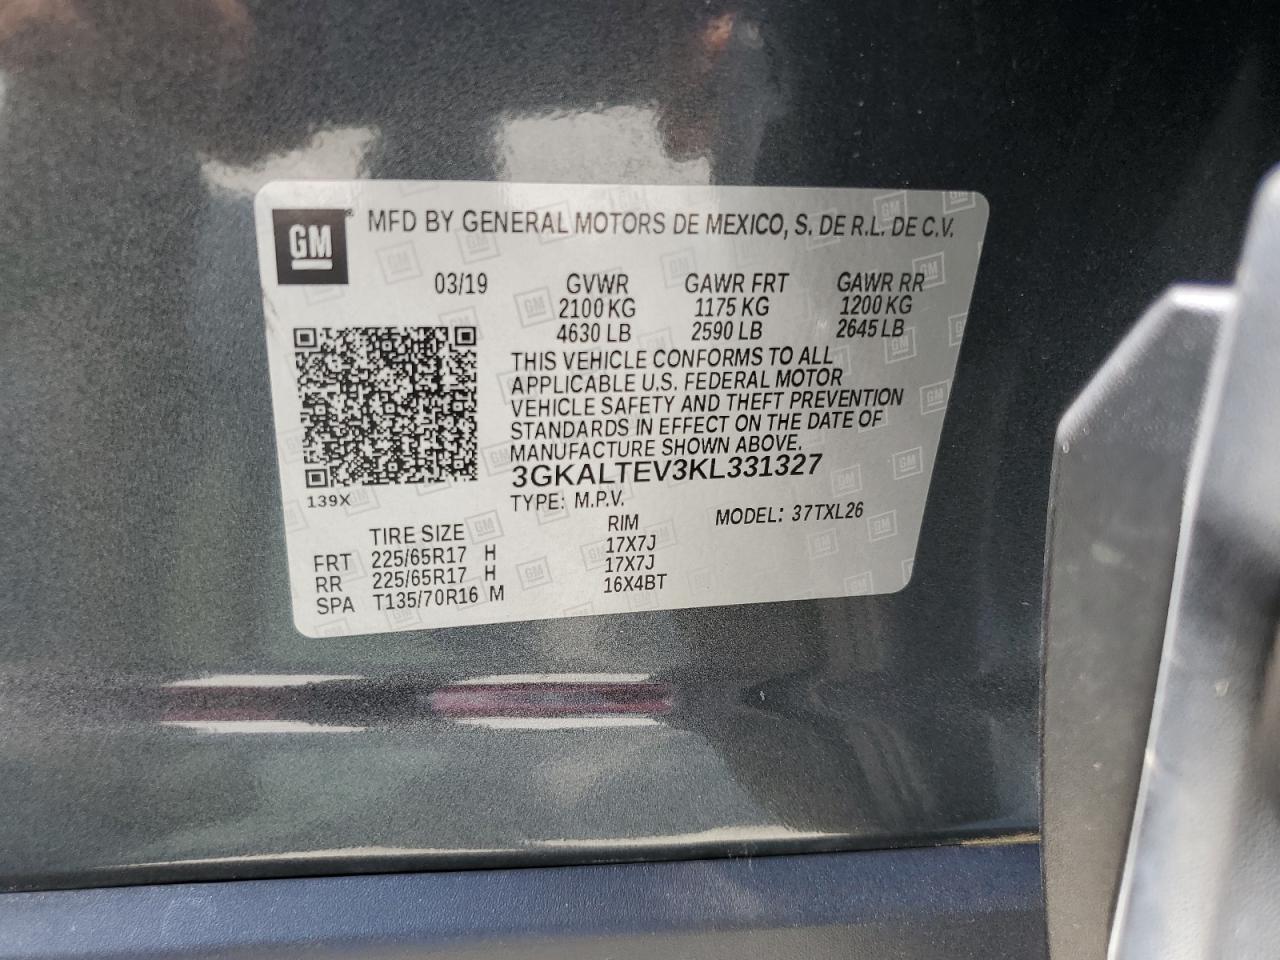 GM
MFD BY GENERAL MOTORS DE MEXICO, S. DE R.L. DE C.V.
03/19 GVWR GAWR FRT GAWR RR
2100 KG 1175 KG 1200 KG
4630 LB 2590 LB 2645 LB
THIS VEHICLE CONFORMS TO ALL
APPLICABLE U.S. FEDERAL MOTOR
VEHICLE SAFETY AND THEFT PREVENTION
STANDARDS IN EFFECT ON THE DATE OF
MANUFACTURE SHOWN ABOVE.
3GKALTEV3KL331327
139X
TYPE: M.P.V. MODEL: 37TXL26
TIRE SIZE RIM
FRT 225/65R17 H 17X7J
RR 225/65R17 H 17X7J
SPA T135/70R16 M 16X4BT